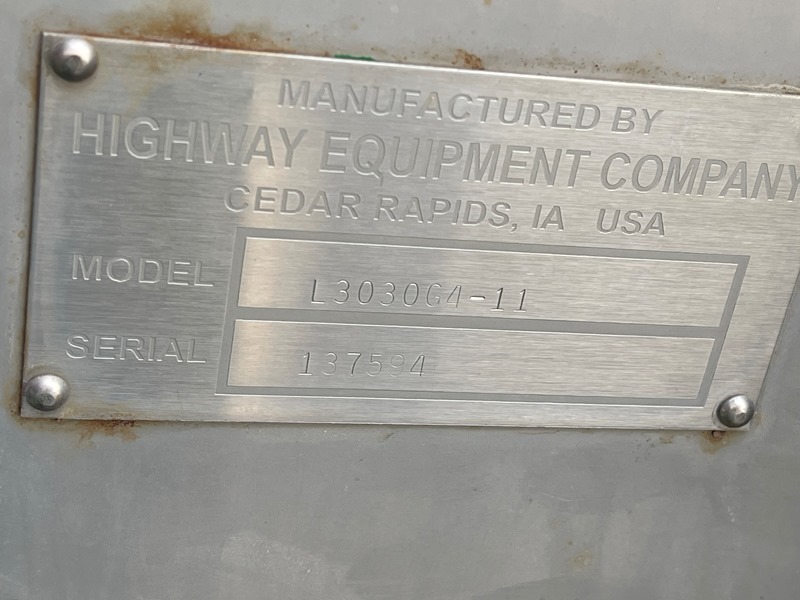 MANUFACTURED BY
HIGHWAY EQUIPMENT COMPANY
CEDAR RAPIDS, IA USA
MODEL L3030G4-11
SERIAL 137594